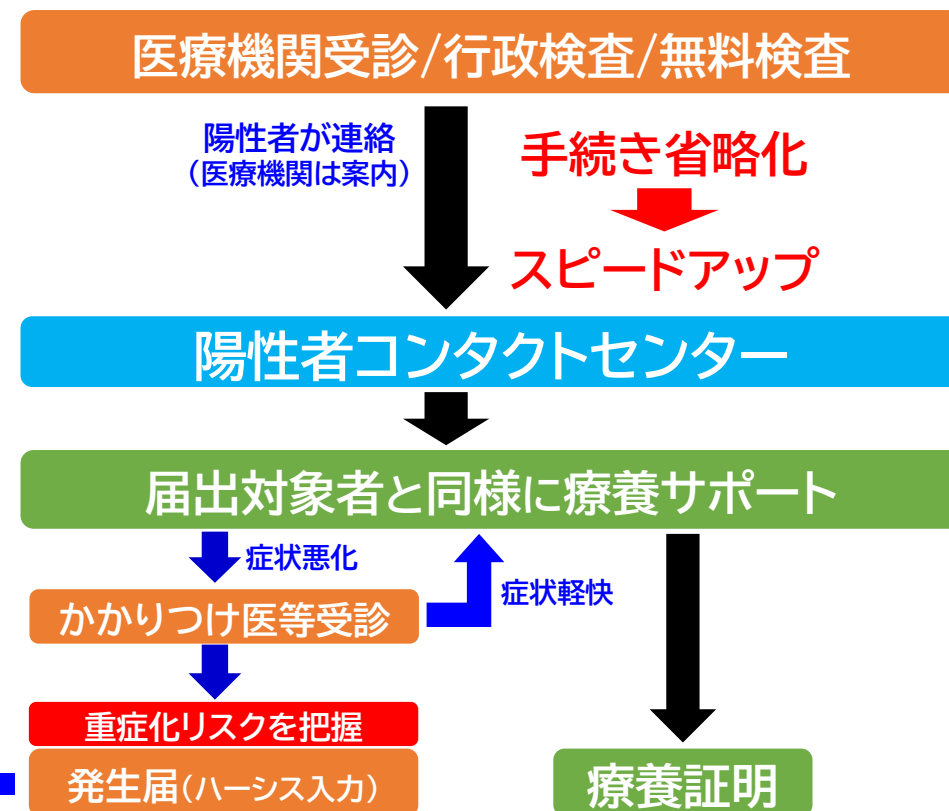 医療機関受診/行政検査/無料検査
陽性者が連絡
（医療機関は案内）
手続き省略化
スピードアップ
陽性者コンタクトセンター
届出対象者と同様に療養サポート
症状悪化
症状軽快
かかりつけ医等受診
重症化リスクを把握
発生届(ハーシス入力)
療養証明